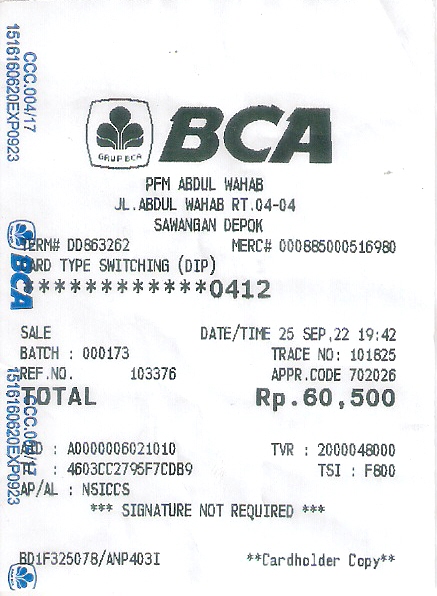 CCC.004/17
1516160620EXP0923
GRUP BCA
BCA
PFM ABDUL WAHAB
JL.ABDUL WAHAB RT.04-04
SAWANGAN DEPOK
TERM# DD863262 MERC# 000885000516980
CARD TYPE SWITCHING (DIP)
************0412
BCA
SALE DATE/TIME 25 SEP,22 19:42
BATCH : 000173 TRACE NO: 101825
REF.NO. 103376 APPR.CODE 702026
TOTAL Rp.60,500
CCC.004/17
1516160620EXP0923
AID : A0000006021010 TVR : 2000048000
TC : 4603CC2795F7CDB9 TSI : F800
AP/AL : NSICCS
*** SIGNATURE NOT REQUIRED ***
BD1F325078/ANP403I **Cardholder Copy**